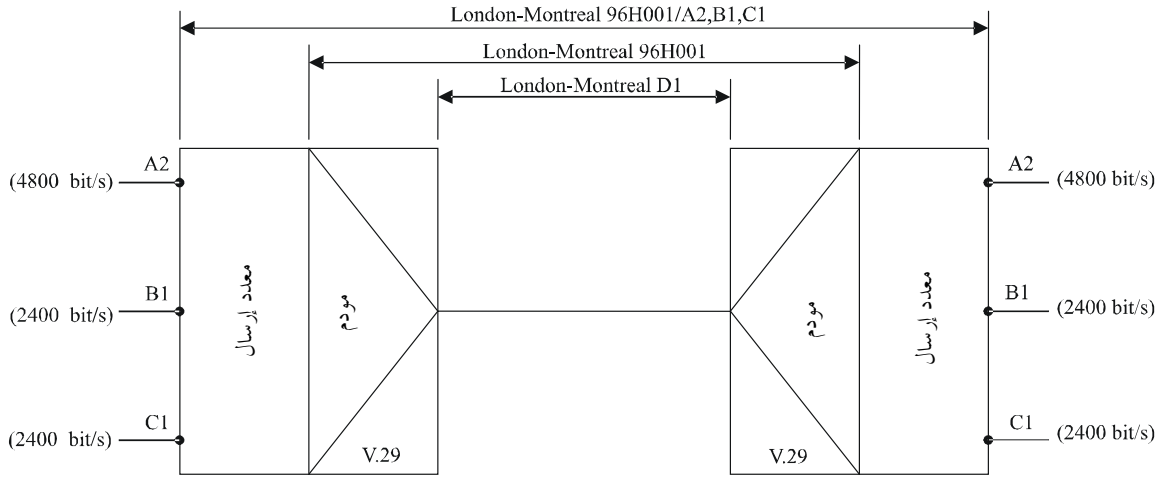 London-Montreal 96H001/A2,B1,C1
London-Montreal 96H001
London-Montreal D1
A2
(4800 bit/s)
B1
(2400 bit/s)
C1
(2400 bit/s)
معدد إرسال
مودم
V.29
مودم
V.29
معدد إرسال
A2
(4800 bit/s)
B1
(2400 bit/s)
C1
(2400 bit/s)